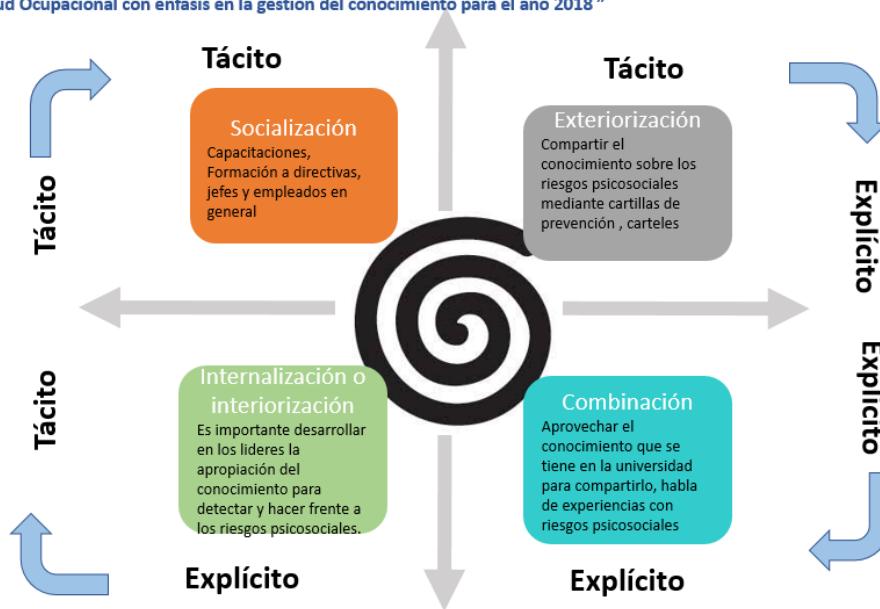 ud Ocupacional con énfasis en la gestión del conocimiento para el año 2018 "
Tácito
Tácito
Tácito
Socialización
Capacitaciones,
Formación a directivas,
jefes y empleados en
general
Exteriorización
Compartir el
conocimiento sobre los
riesgos psicosociales
mediante cartillas de
prevención , carteles
Explícito
Tácito
Internalización o
interiorización
Es importante desarrollar
en los lideres la
apropiación del
conocimiento para
detectar y hacer frente a
los riesgos psicosociales.
Combinación
Aprovechar el
conocimiento que se
tiene en la universidad
para compartirlo, habla
de experiencias con
riesgos psicosociales
Explícito
Explícito
Explícito